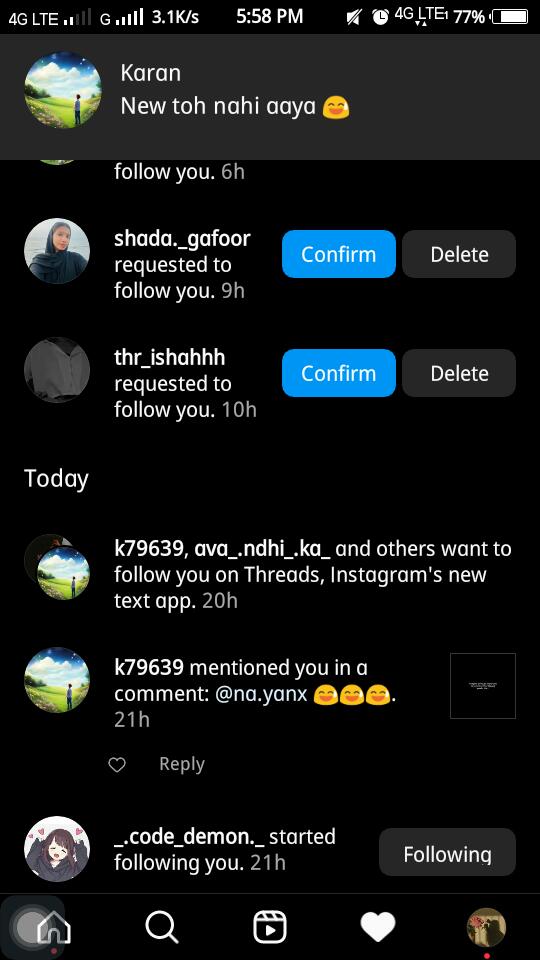 4G LTE G 3.1K/s 5:58 PM 4G LTE 77%
Karan
New toh nahi aaya 😅
follow you. 6h
shada._gafoor
requested to
follow you. 9h
Confirm Delete
thr_ishahhh
requested to
follow you. 10h
Confirm Delete
Today
k79639, ava_.ndhi_.ka_ and others want to
follow you on Threads, Instagram's new
text app. 20h
k79639 mentioned you in a
comment: @na.yanx 😊😊😊.
21h
Reply
_.code_demon._ started
following you. 21h
Following